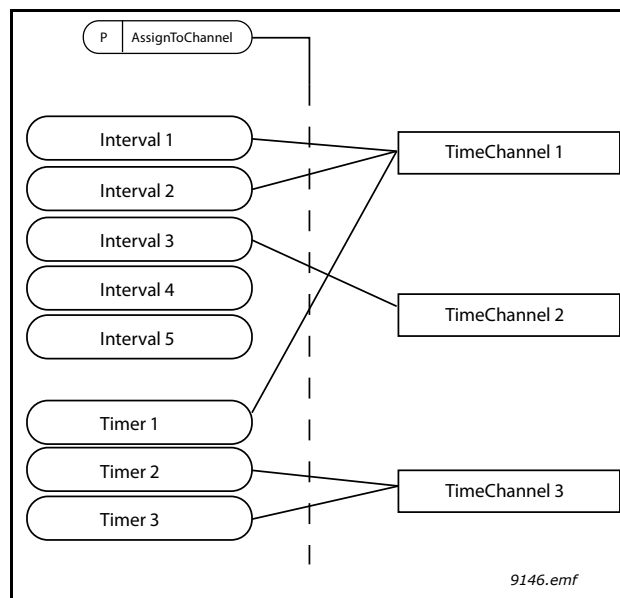 P AssignToChannel
Interval 1
Interval 2
Interval 3
Interval 4
Interval 5
Timer 1
Timer 2
Timer 3
TimeChannel 1
TimeChannel 2
TimeChannel 3
9146.emf